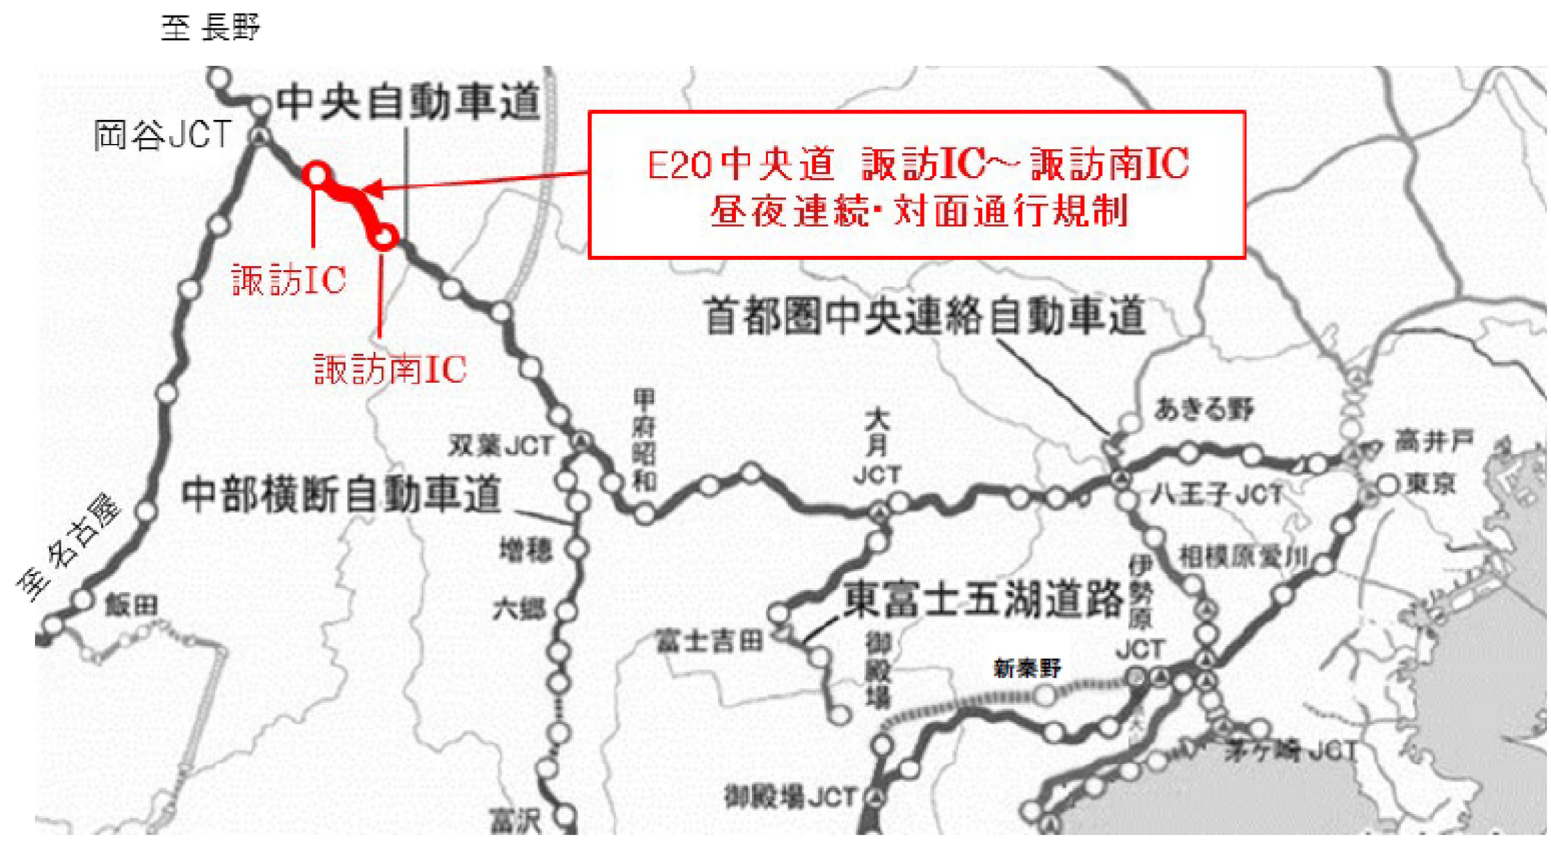 至 長野
中央自動車道
岡谷JCT
E20中央道 諏訪IC~諏訪南IC
昼夜連続・対面通行規制
諏訪IC
諏訪南IC
首都圏中央連絡自動車道
あきる野
甲府昭和
大月JCT
高井戸
双葉JCT
東京
中部横断自動車道
八王子JCT
至 名古屋
増穂
相模原愛川
伊勢原JCT
飯田
六郷
東富士五湖道路
富士吉田
御殿場
新秦野
茅ヶ崎JCT
御殿場JCT
富沢